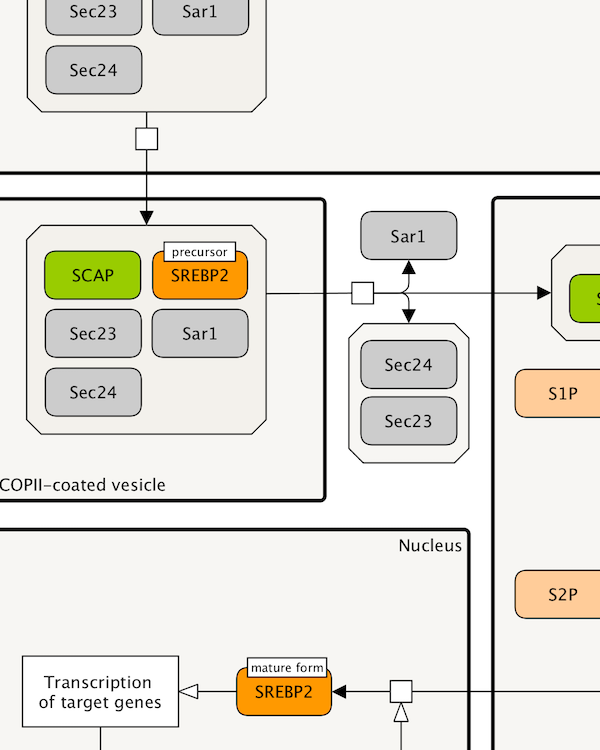 Sec23
Sar1
Sec24
precursor
SCAP
SREBP2
Sec23
Sar1
Sec24
COPII-coated vesicle
Sar1
Sec24
Sec23
S1P
S2P
Nucleus
mature form
SREBP2
Transcription
of target genes